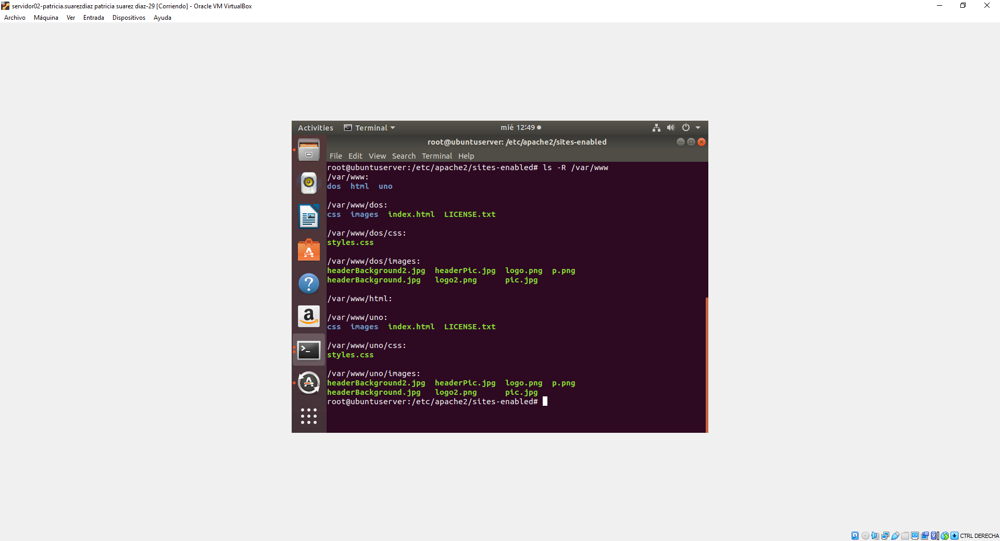 servidor02-patricia.suarezdiaz patricia suarez diaz-29 [Corriendo] - Oracle VM VirtualBox
Archivo Máquina Ver Entrada Dispositivos Ayuda
Activities Terminal mié 12:49
root@ubuntuserver: /etc/apache2/sites-enabled
File Edit View Search Terminal Help
root@ubuntuserver:/etc/apache2/sites-enabled# ls -R /var/www
/var/www:
dos html uno
/var/www/dos:
css images index.html LICENSE.txt
/var/www/dos/css:
styles.css
/var/www/dos/images:
headerBackground2.jpg headerPic.jpg logo.png p.png
headerBackground.jpg logo2.png pic.jpg
/var/www/html:
/var/www/uno:
css images index.html LICENSE.txt
/var/www/uno/css:
styles.css
/var/www/uno/images:
headerBackground2.jpg headerPic.jpg logo.png p.png
headerBackground.jpg logo2.png pic.jpg
root@ubuntuserver:/etc/apache2/sites-enabled#
CTRL DERECHA